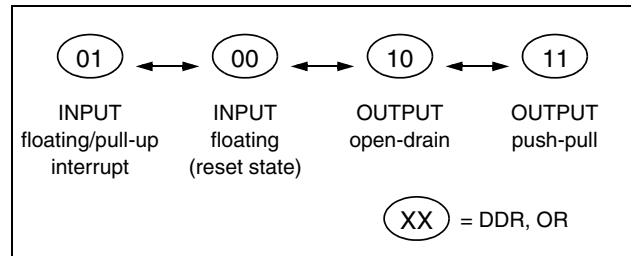 01 00 10 11
INPUT INPUT OUTPUT OUTPUT
floating/pull-up floating open-drain push-pull
interrupt (reset state)
XX = DDR, OR